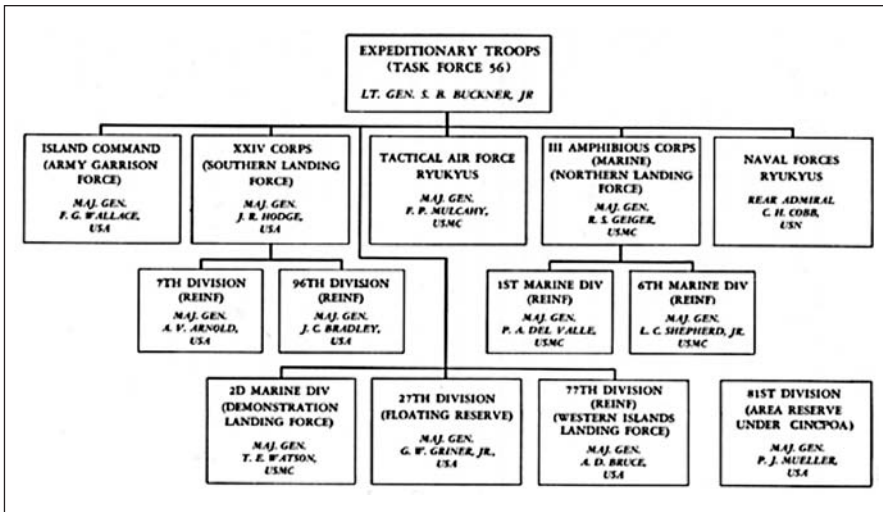 EXPEDITIONARY TROOPS
(TASK FORCE 56)
LT. GEN. S. B. BUCKNER, JR
ISLAND COMMAND
(ARMY GARRISON
FORCE)
MAJ. GEN.
F. G. WALLACE,
USA
XXIV CORPS
(SOUTHERN LANDING
FORCE)
MAJ. GEN.
J. R. HODGE,
USA
TACTICAL AIR FORCE
RYUKYUS
MAJ. GEN.
F. P. MULCAHY,
USMC
III AMPHIBIOUS CORPS
(MARINE)
(NORTHERN LANDING
FORCE)
MAJ. GEN.
R. S. GEIGER,
USMC
NAVAL FORCES
RYUKYUS
REAR ADMIRAL
C. H. COBB,
USN
7TH DIVISION
(REINF)
MAJ. GEN.
A. V. ARNOLD,
USA
96TH DIVISION
(REINF)
MAJ. GEN.
J. C. BRADLEY,
USA
1ST MARINE DIV
(REINF)
MAJ. GEN.
P. A. DEL VALLE,
USMC
6TH MARINE DIV
(REINF)
MAJ. GEN.
L. C. SHEPHERD, JR.
USMC
2D MARINE DIV
(DEMONSTRATION
LANDING FORCE)
MAJ. GEN.
T. E. WATSON,
USMC
27TH DIVISION
(FLOATING RESERVE)
MAJ. GEN.
G. W. GRINER, JR.,
USA
77TH DIVISION
(REINF)
(WESTERN ISLANDS
LANDING FORCE)
MAJ. GEN.
A. D. BRUCE,
USA
81ST DIVISION
(AREA RESERVE
UNDER CINCPOA)
MAJ. GEN.
P. J. MUELLER,
USA